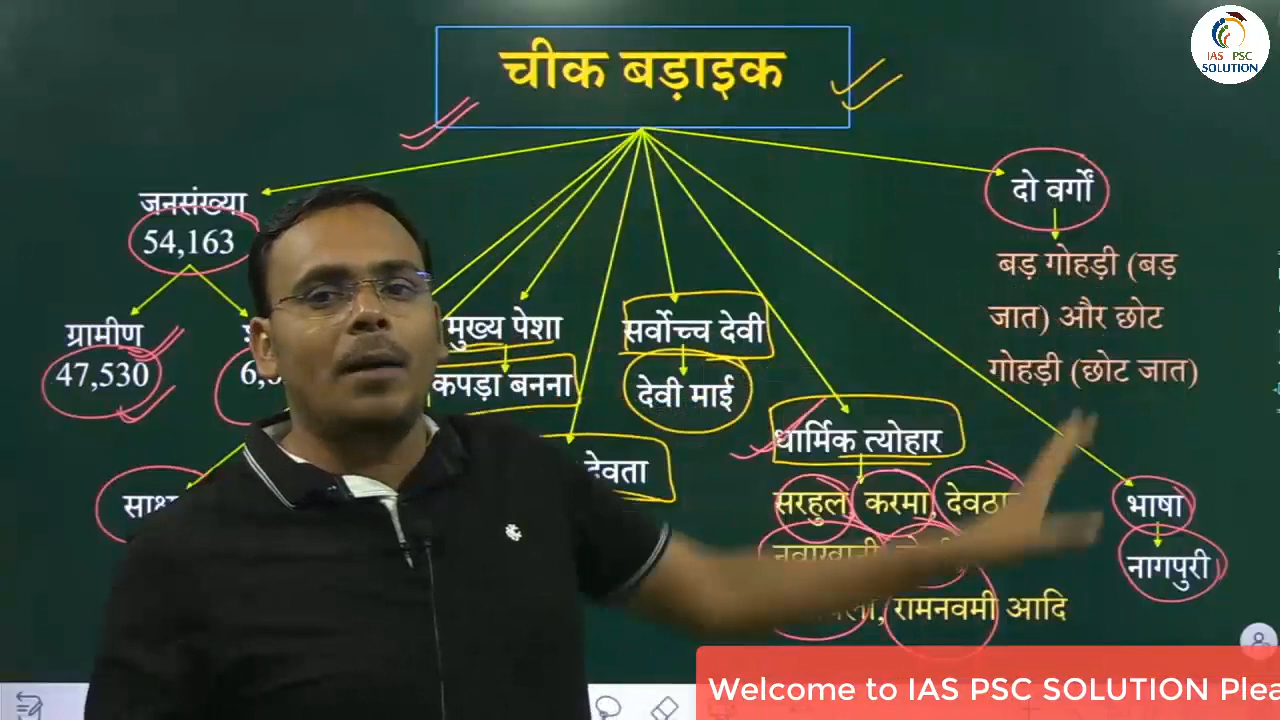 चीक बड़ाइक
IAS PSC
SOLUTION
जनसंख्या
54,163
ग्रामीण
47,530
मुख्य पेशा
कपड़ा बनना
सर्वोच्च देवी
देवी माई
देवता
धार्मिक त्योहार
सरहुल, करमा,
रामनवमी आदि
दो वर्गों
बड़ गोहड़ी (बड़
जात) और छोट
गोहड़ी (छोट जात)
भाषा
नागपुरी
Welcome to IAS PSC SOLUTION